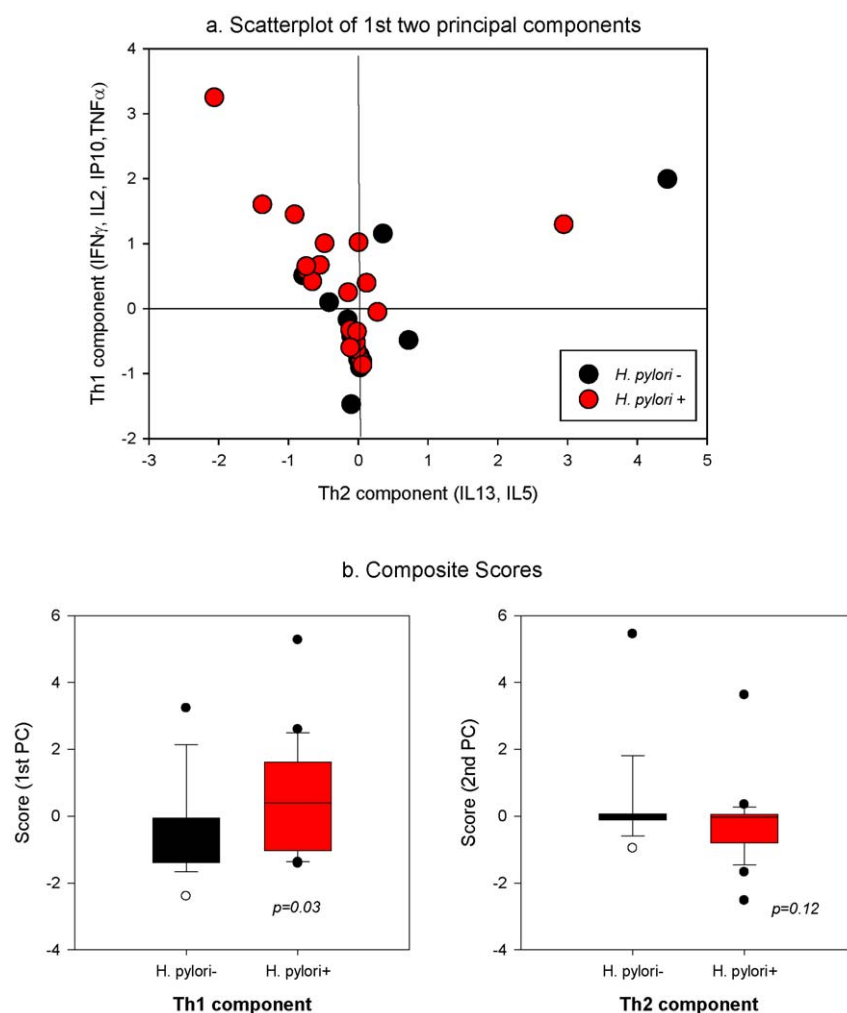 a. Scatterplot of 1st two principal components
Th1 component (IFNγ, IL2, IP10,TNFα)
4
3
2
1
0
-1
-2
H. pylori -
H. pylori +
-3 -2 -1 0 1 2 3 4 5
Th2 component (IL13, IL5)
b. Composite Scores
Score (1st PC)
6
4
2
0
-2
-4
p=0.03
H. pylori- H. pylori+
Th1 component
Score (2nd PC)
6
4
2
0
-2
-4
p=0.12
H. pylori- H. pylori+
Th2 component